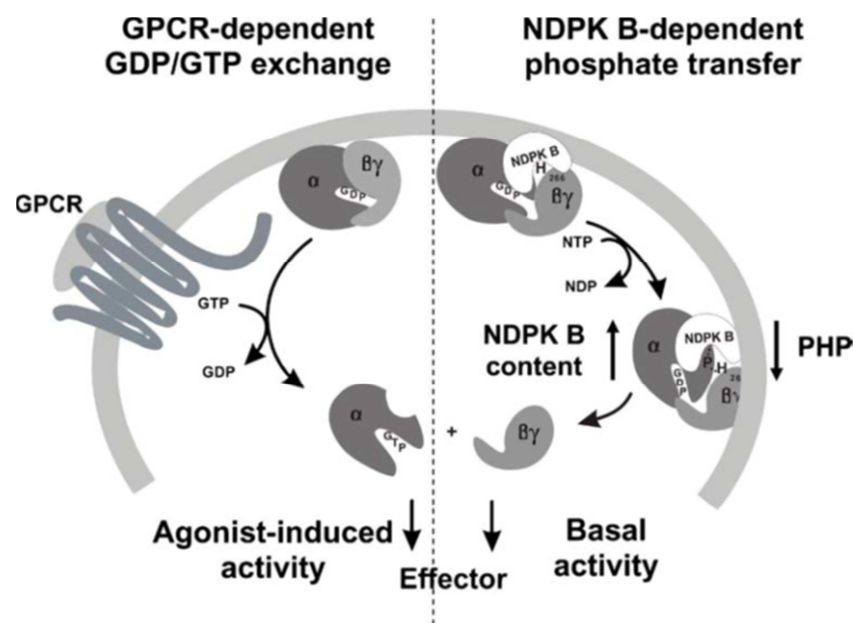 GPCR-dependent
GDP/GTP exchange
NDPK B-dependent
phosphate transfer
GPCR
α
βγ
GDP
GTP
GDP
α
GTP
α
NDPK B
H
266
GDP
βγ
NTP
NDP
NDPK B
content
α
NDPK B
P
H
26
GDP
βγ
PHP
+
βγ
Agonist-induced
activity
Effector
Basal
activity